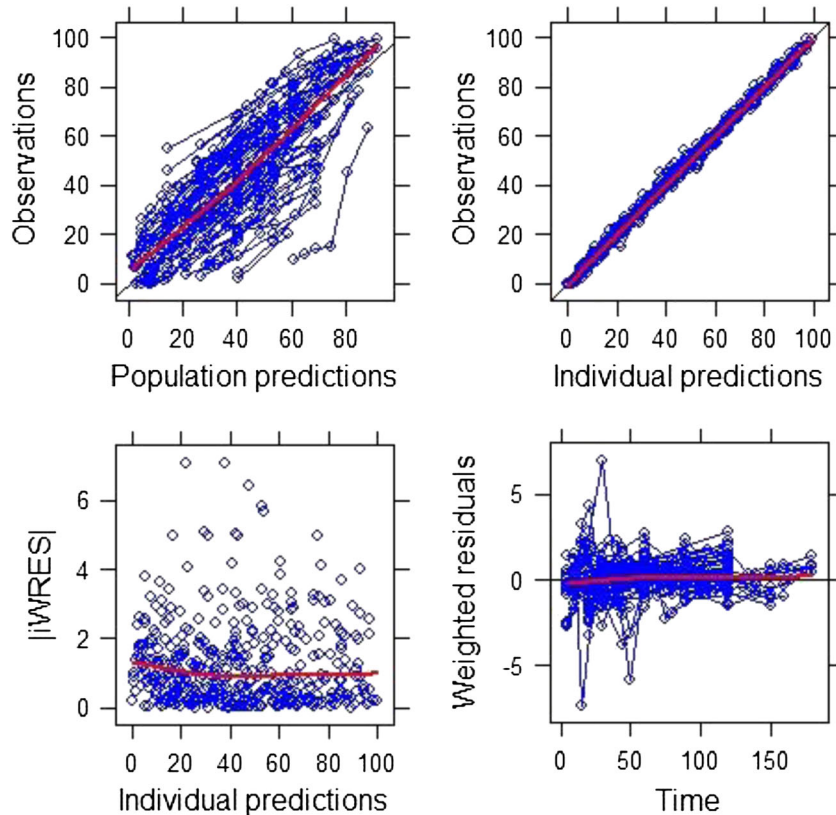 100
80
60
40
20
0
Observations
0 20 40 60 80
Population predictions
100
80
60
40
20
0
Observations
0 20 40 60 80 100
Individual predictions
6
4
2
0
|iWRES|
0 20 40 60 80 100
Individual predictions
5
0
-5
Weighted residuals
0 50 100 150
Time